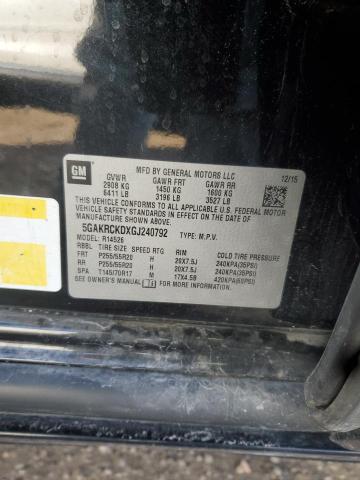 GM
MFD. BY GENERAL MOTORS LLC
12/15
GVWR GAWR FRT GAWR RR
2908 KG 1450 KG 1600 KG
6411 LB 3196 LB 3527 LB
THIS VEHICLE CONFORMS TO ALL APPLICABLE U.S. FEDERAL MOTOR
VEHICLE SAFETY AND THEFT PREVENTION STANDARDS IN
EFFECT ON THE DATE OF MANUFACTURE SHOWN ABOVE.
5GAKRCKDXGJ240792 TYPE: M.P.V.
MODEL: R14526
RBBL TIRE SIZE SPEED RTG RIM COLD TIRE PRESSURE
FRT P255/55R20 H 20X7.5J 240KPA(35PSI)
RR P255/55R20 H 20X7.5J 240KPA(35PSI)
SPA T145/70R17 M 17X4.5B 420KPA(60PSI)
SEE OWNER'S MANUAL